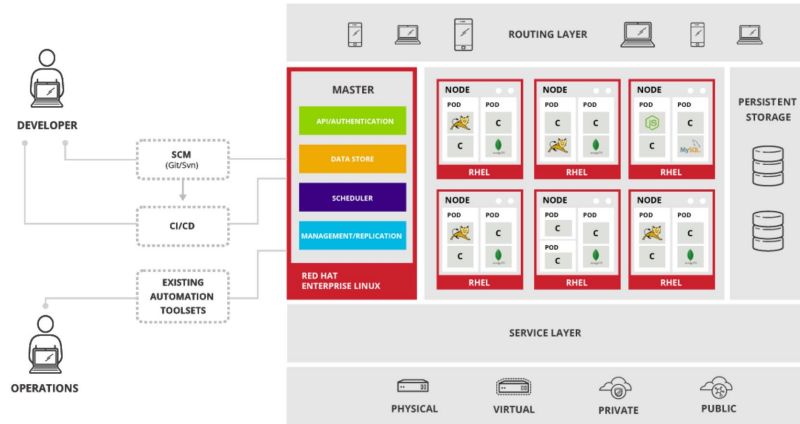 ROUTING LAYER
DEVELOPER
SCM
(Git/Svn)
CI/CD
EXISTING
AUTOMATION
TOOLSETS
OPERATIONS
MASTER
API/AUTHENTICATION
DATA STORE
SCHEDULER
MANAGEMENT/REPLICATION
RED HAT
ENTERPRISE LINUX
NODE
POD POD
C
C
RHEL
NODE
POD POD
C C
RHEL
NODE
POD POD
JS C
C MySQL
RHEL
NODE
POD POD
C
C
RHEL
NODE
POD POD
C C
POD
C
RHEL
NODE
POD POD
C
C
RHEL
PERSISTENT
STORAGE
SERVICE LAYER
PHYSICAL
VIRTUAL
PRIVATE
PUBLIC